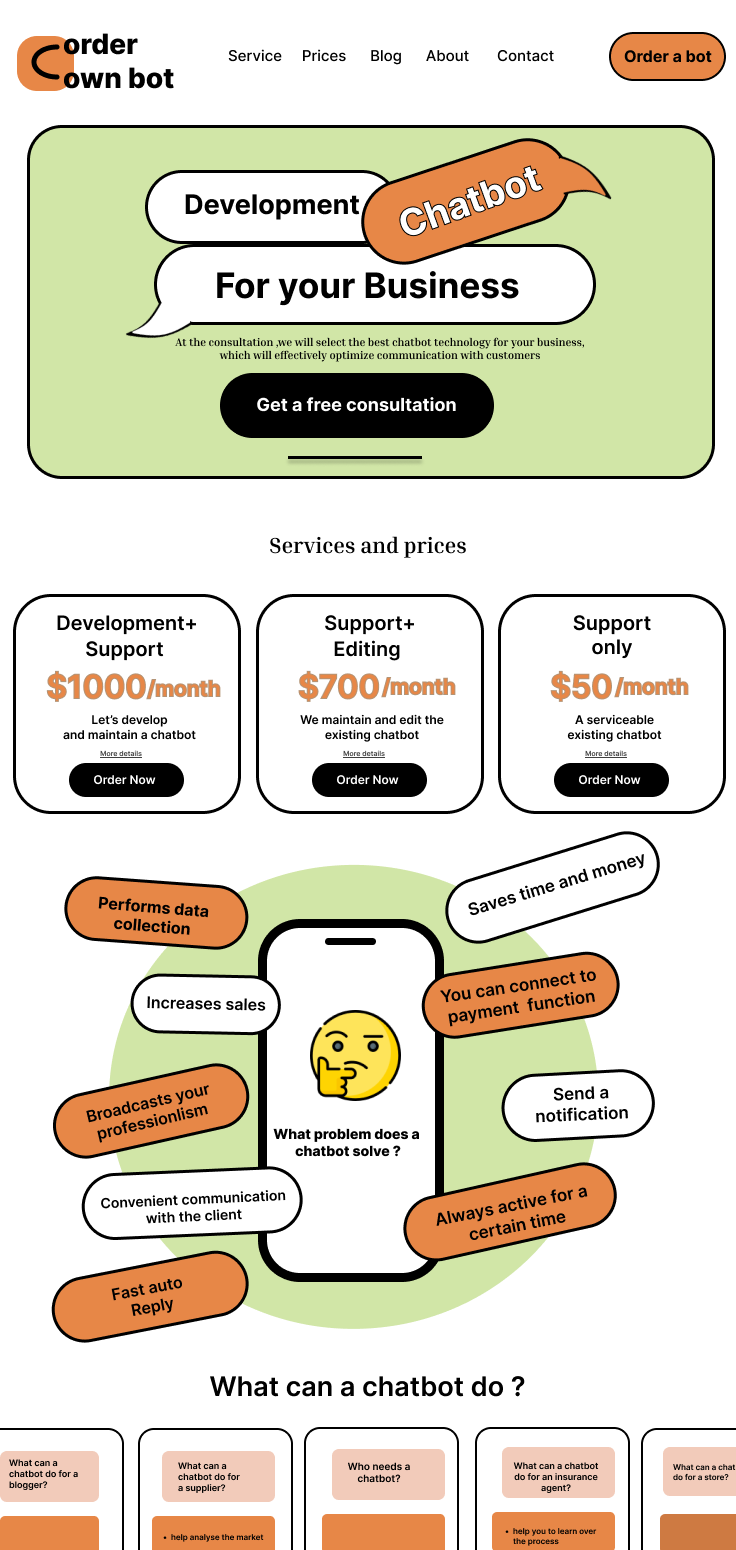 order
own bot
Service Prices Blog About Contact
Order a bot
Development
Chatbot
For your Business
At the consultation ,we will select the best chatbot technology for your business,
which will effectively optimize communication with customers
Get a free consultation
Services and prices
Development+
Support
$1000/month
Let's develop
and maintain a chatbot
More details
Order Now
Support+
Editing
$700/month
We maintain and edit the
existing chatbot
More details
Order Now
Support
only
$50/month
A serviceable
existing chatbot
More details
Order Now
Performs data
collection
Saves time and money
Increases sales
You can connect to
payment function
Broadcasts your
professionlism
Send a
notification
What problem does a
chatbot solve ?
Convenient communication
with the client
Always active for a
certain time
Fast auto
Reply
What can a chatbot do ?
What can a
chatbot do for a
blogger?
What can a
chatbot do for
a supplier?
• help analyse the market
Who needs a
chatbot?
What can a chatbot
do for an insurance
agent?
• help you to learn over
the process
What can a chat
do for a store?